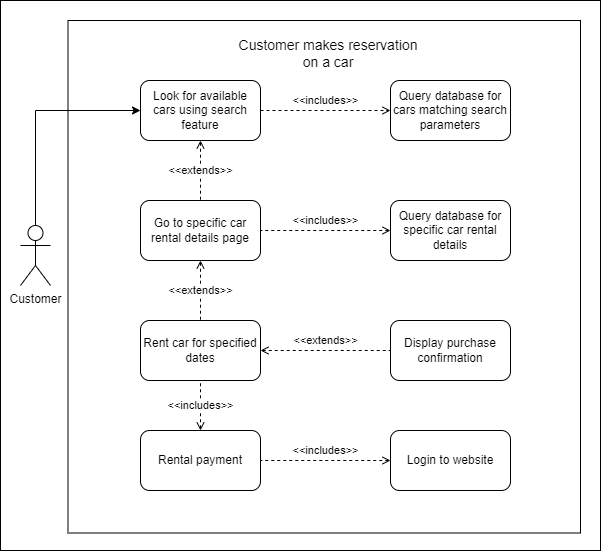 Customer makes reservation
on a car
Look for available
cars using search
feature
<<includes>>
Query database for
cars matching search
parameters
<<extends>>
Go to specific car
rental details page
<<includes>>
Query database for
specific car rental
details
Customer
<<extends>>
Rent car for specified
dates
<<extends>>
Display purchase
confirmation
<<includes>>
Rental payment
<<includes>>
Login to website